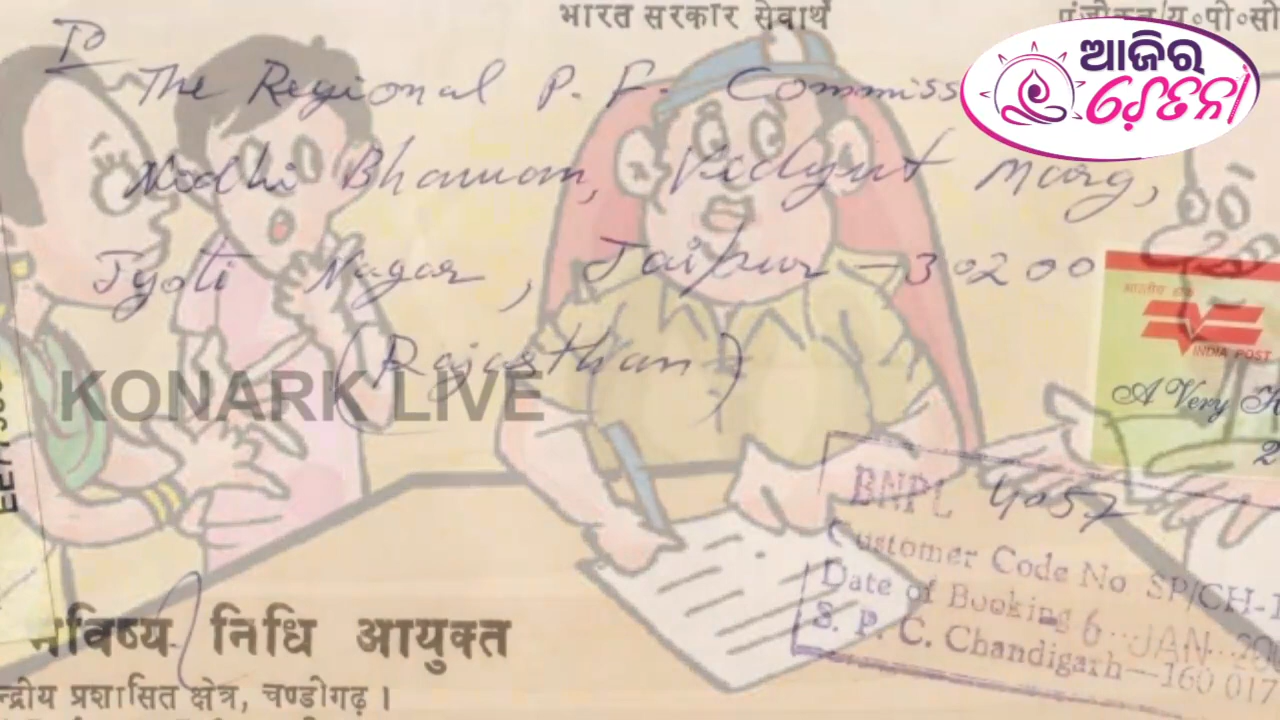 भारत सरकार सेवार्थ
ଆଜିର
ଚେତନା
To
The Regional P. F. Commiss
Nidhi Bhawan, Vidyut Marg,
Jyoti Nagar, Jaipur - 30200
(Rajasthan)
भारतीय डाक
INDIA POST
A Very
KONARK LIVE
BNPL 4057
Customer Code No SP/CH-
Date of Booking 6 JAN 200
S. P. C. Chandigarh-160 017
भविष्य निधि आयुक्त
न्द्रीय प्रशासित क्षेत्र, चण्डीगढ़।